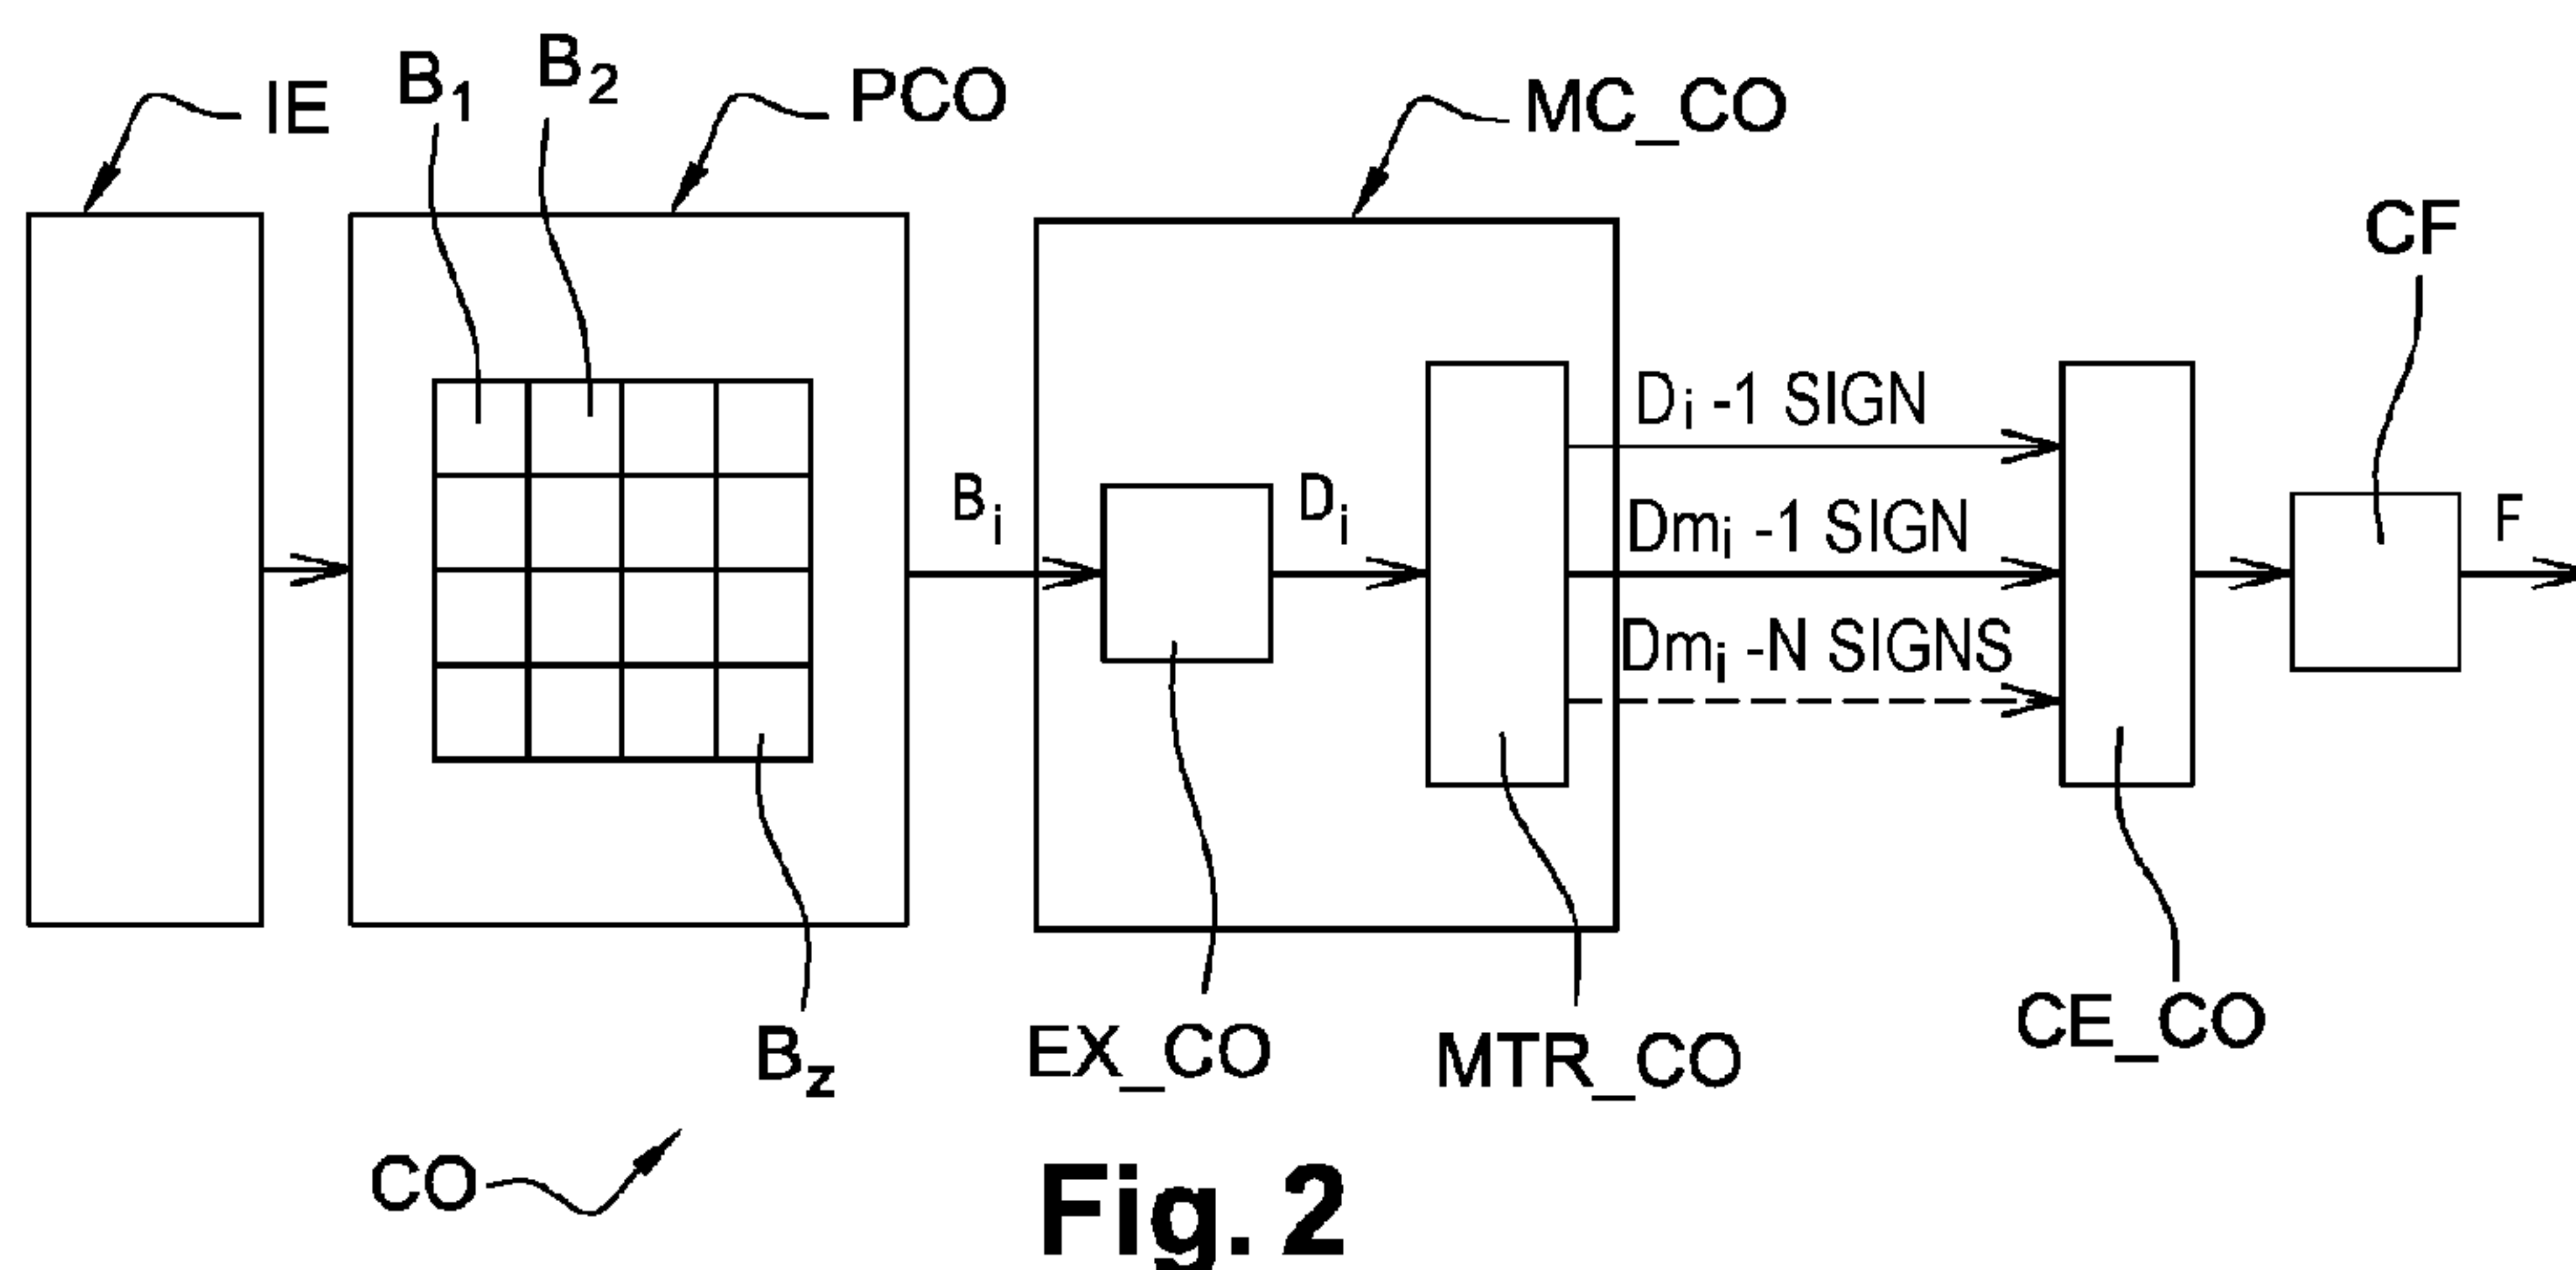 IE
B1
B2
PCO
MC_CO
CF
Bi
Di
Di -1 SIGN
Dmi -1 SIGN
Dmi -N SIGNS
F
Bz
EX_CO
MTR_CO
CE_CO
CO
Fig. 2